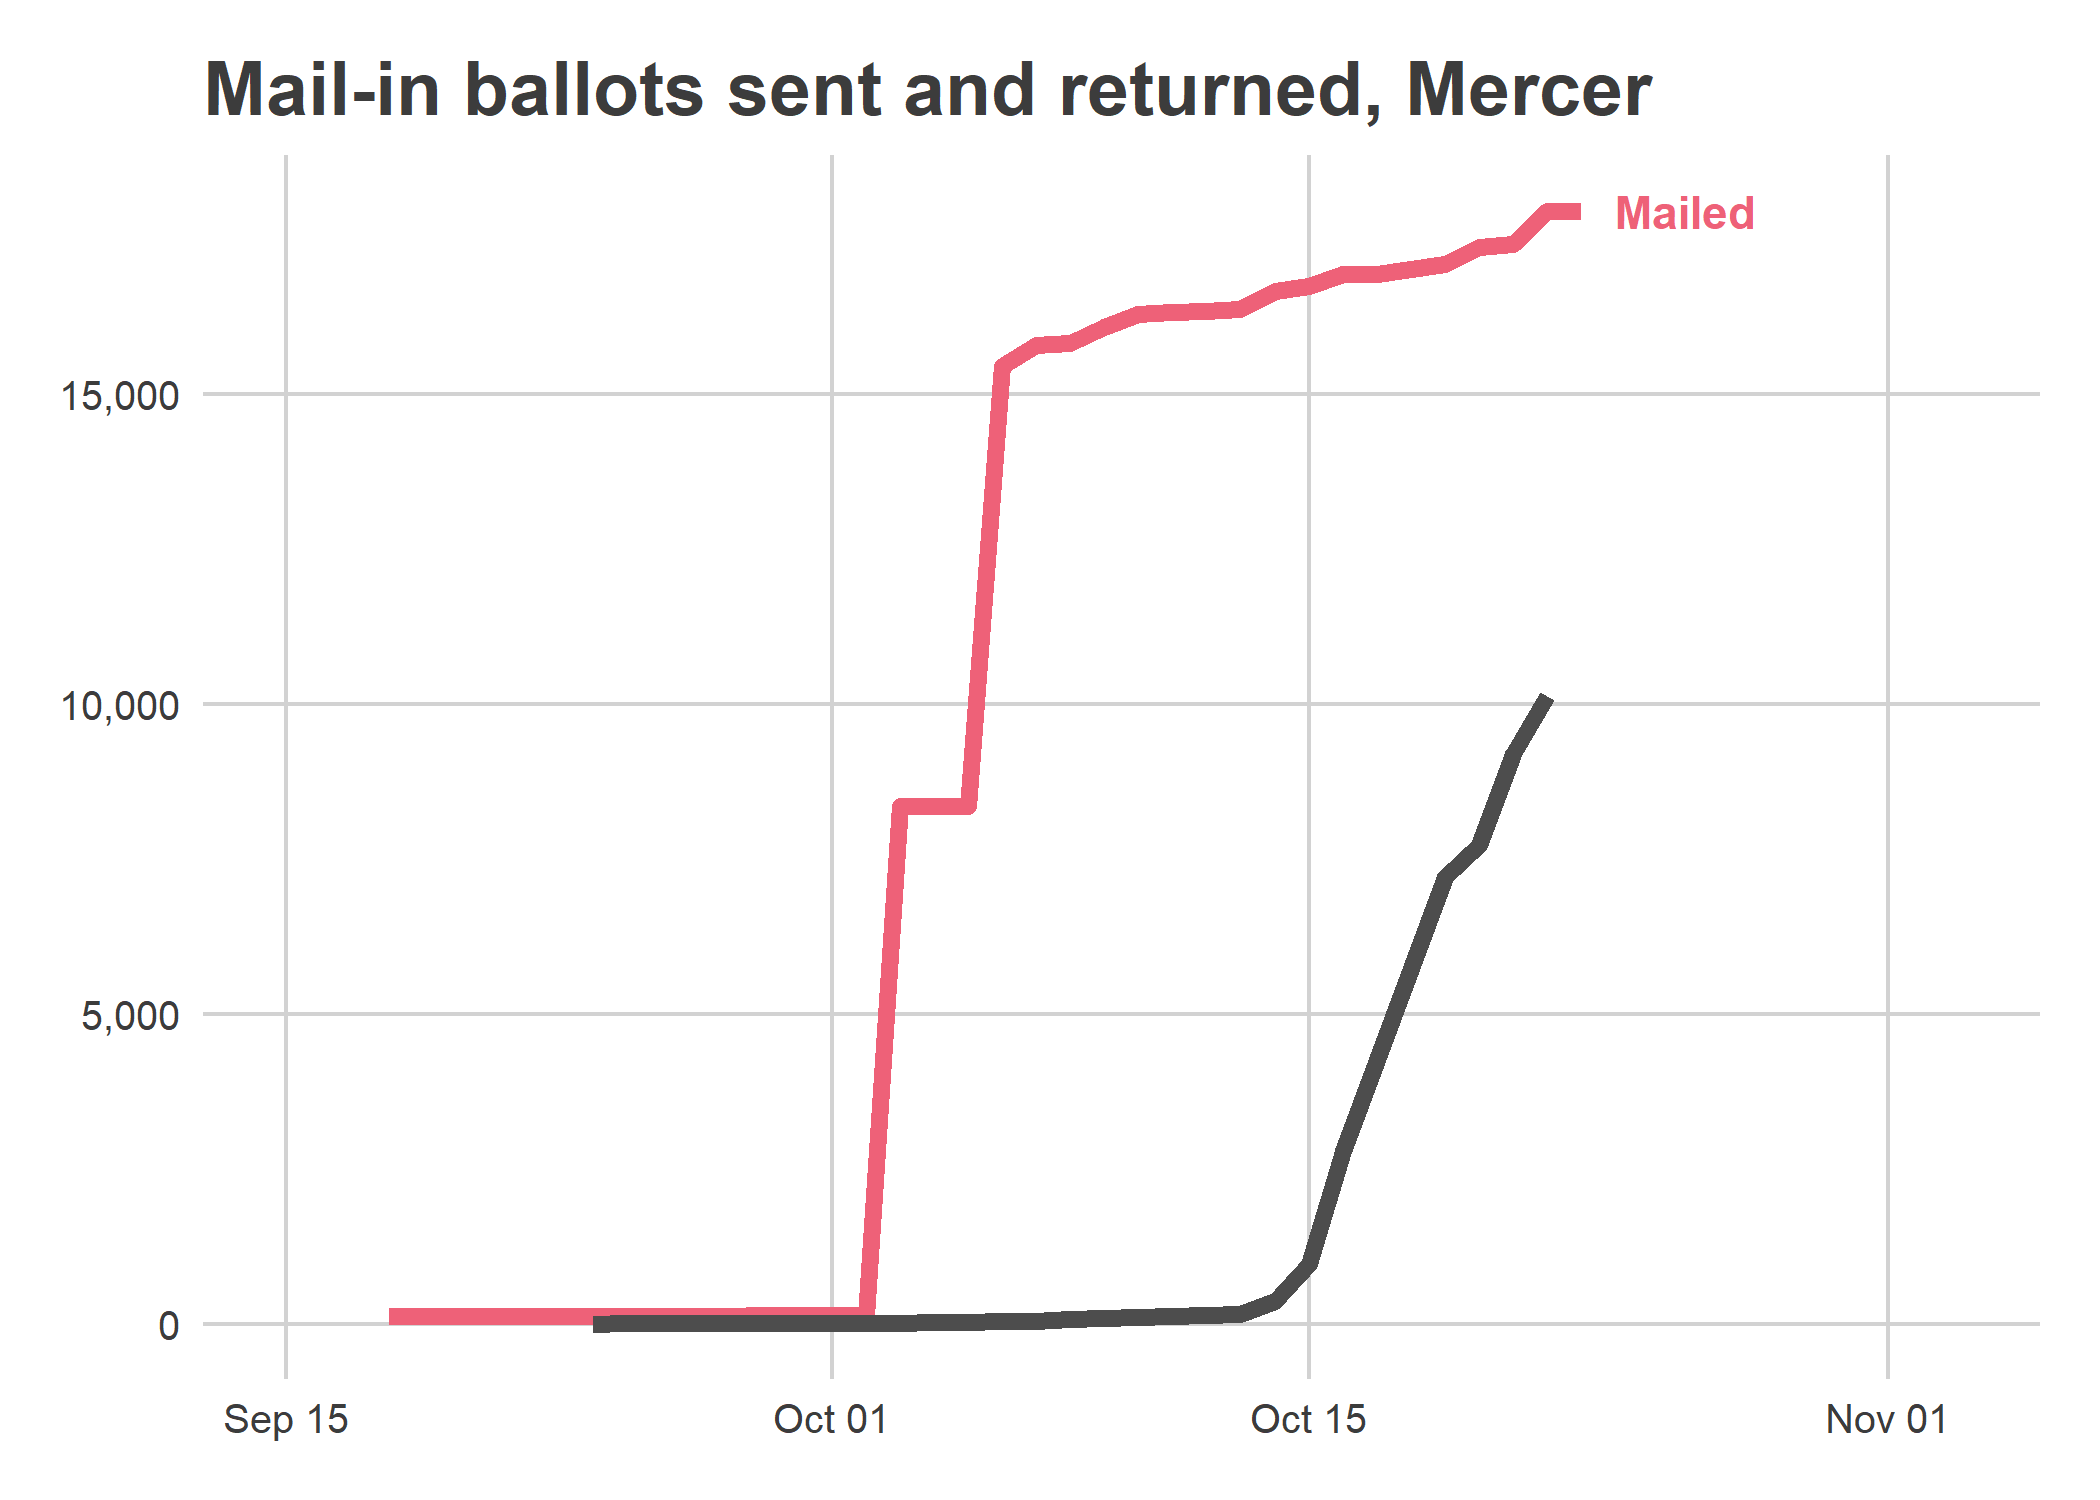 Mail-in ballots sent and returned, Mercer
Mailed
15,000
10,000
5,000
0
Sep 15
Oct 01
Oct 15
Nov 01